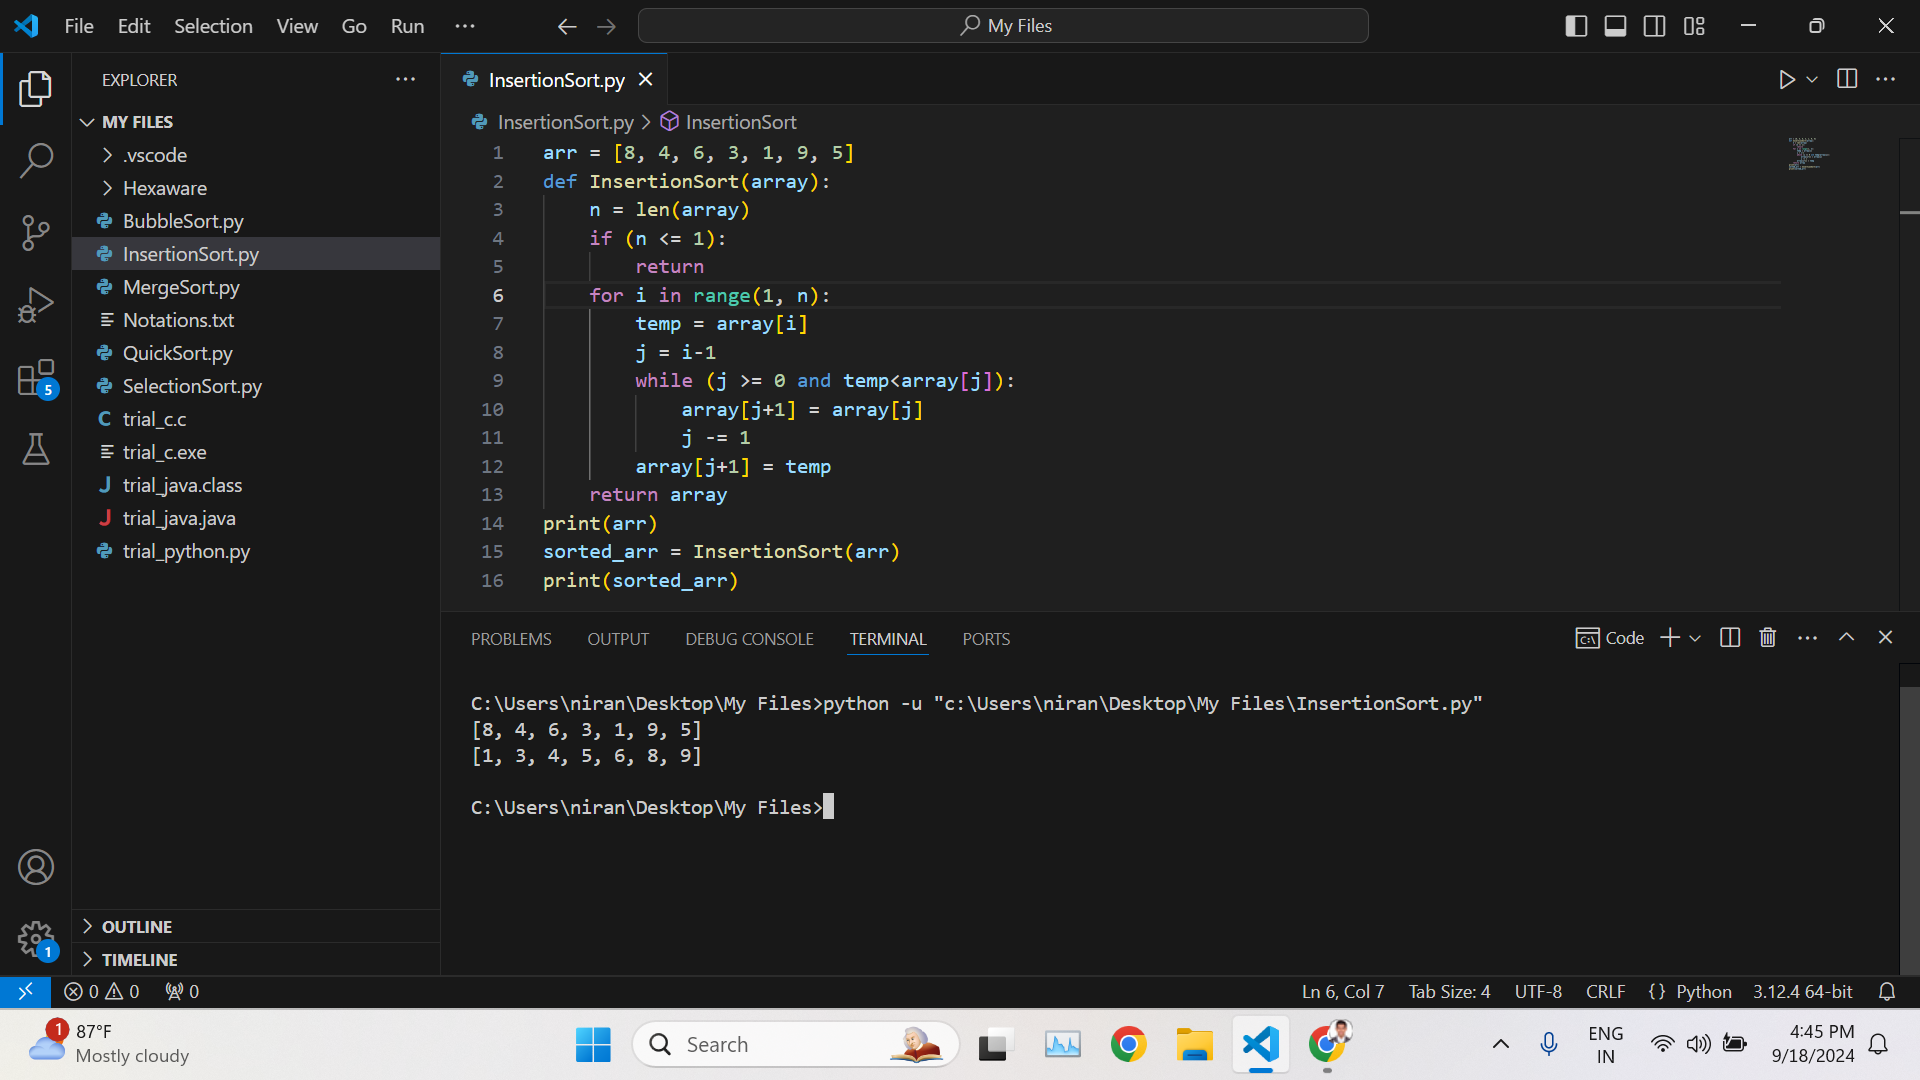 File Edit Selection View Go Run ···
My Files
EXPLORER ···
MY FILES
.vscode
Hexaware
BubbleSort.py
InsertionSort.py
MergeSort.py
Notations.txt
QuickSort.py
SelectionSort.py
C trial_c.c
trial_c.exe
J trial_java.class
J trial_java.java
trial_python.py
OUTLINE
TIMELINE
5
1
InsertionSort.py
InsertionSort.py > InsertionSort
1 arr = [8, 4, 6, 3, 1, 9, 5]
2 def InsertionSort(array):
3     n = len(array)
4     if (n <= 1):
5         return
6     for i in range(1, n):
7         temp = array[i]
8         j = i-1
9         while (j >= 0 and temp<array[j]):
10             array[j+1] = array[j]
11             j -= 1
12         array[j+1] = temp
13     return array
14 print(arr)
15 sorted_arr = InsertionSort(arr)
16 print(sorted_arr)
PROBLEMS OUTPUT DEBUG CONSOLE TERMINAL PORTS
Code
C:\Users\niran\Desktop\My Files>python -u "c:\Users\niran\Desktop\My Files\InsertionSort.py"
[8, 4, 6, 3, 1, 9, 5]
[1, 3, 4, 5, 6, 8, 9]
C:\Users\niran\Desktop\My Files>
0 0 0
Ln 6, Col 7 Tab Size: 4 UTF-8 CRLF {} Python 3.12.4 64-bit
1
87°F
Mostly cloudy
Search
ENG
IN
4:45 PM
9/18/2024